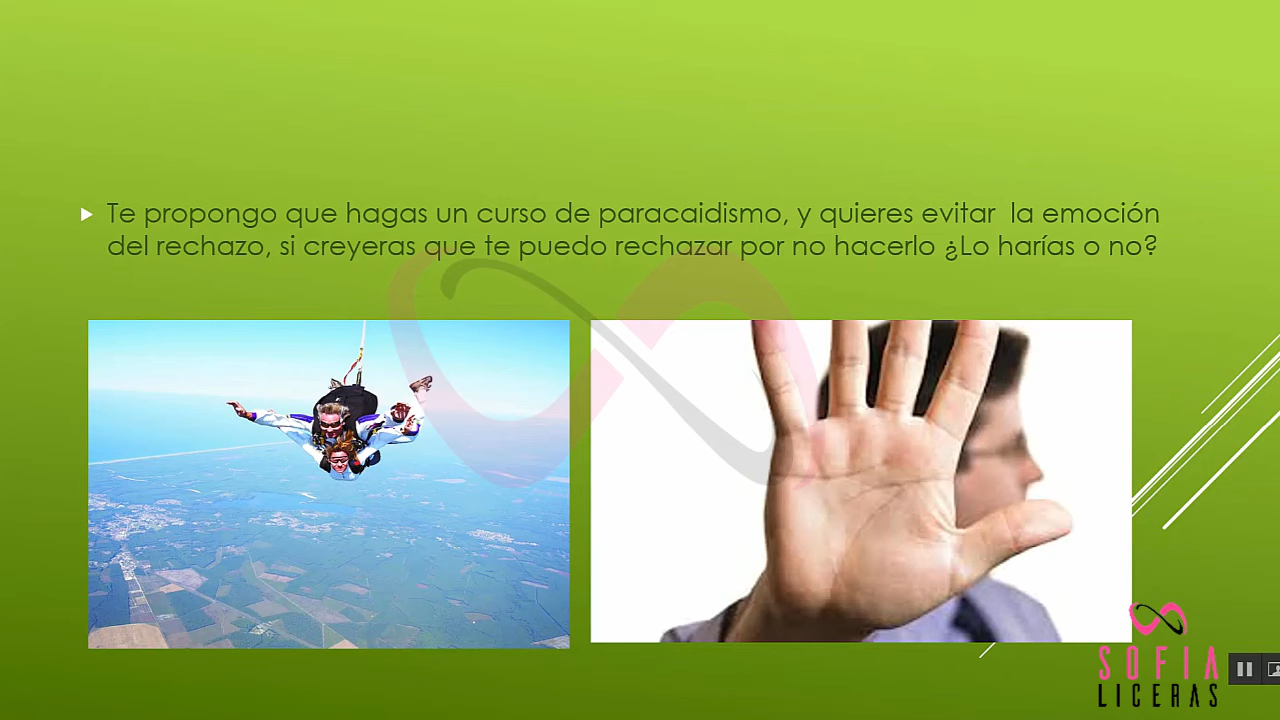 Te propongo que hagas un curso de paracaidismo, y quieres evitar  la emoción
del rechazo, si creyeras que te puedo rechazar por no hacerlo ¿Lo harías o no?
SOFIA
LICERAS